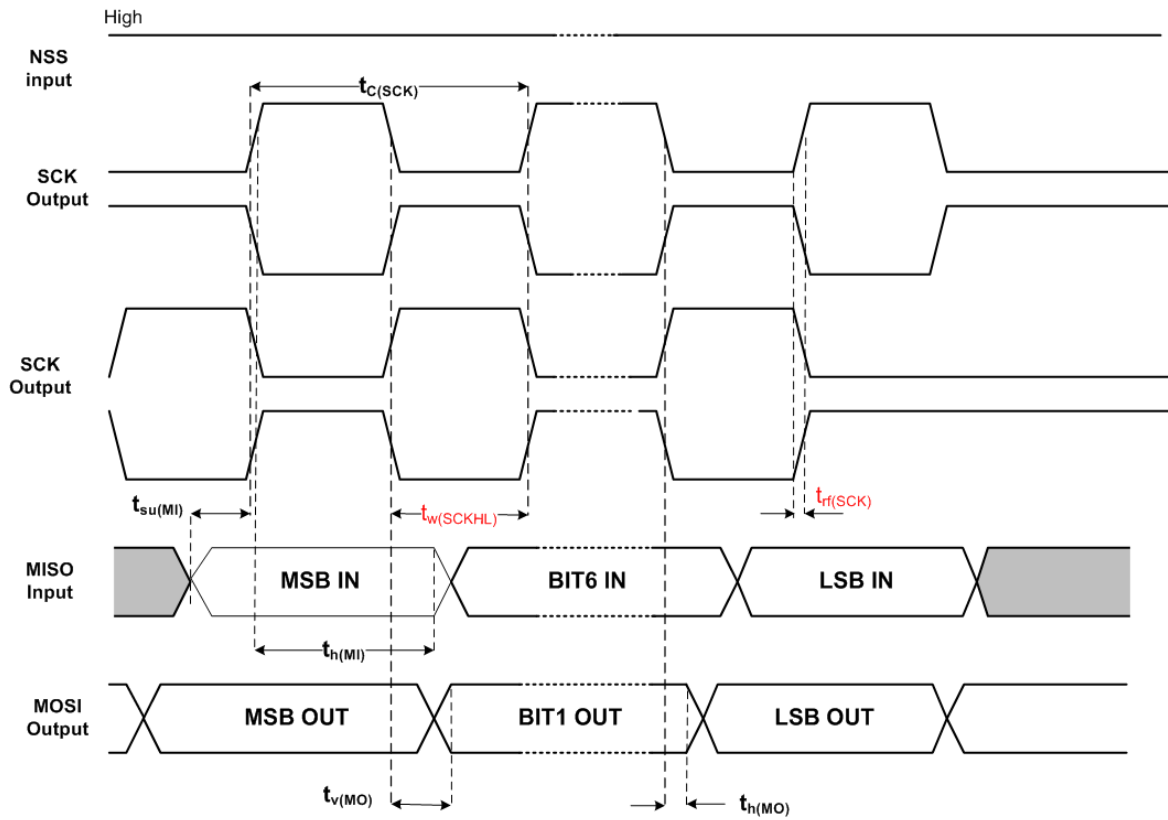 High
NSS
input
tC(SCK)
SCK
Output
SCK
Output
tsu(MI)
tw(SCKHL)
trf(SCK)
MISO
Input
MSB IN
BIT6 IN
LSB IN
th(MI)
MOSI
Output
MSB OUT
BIT1 OUT
LSB OUT
tv(MO)
th(MO)